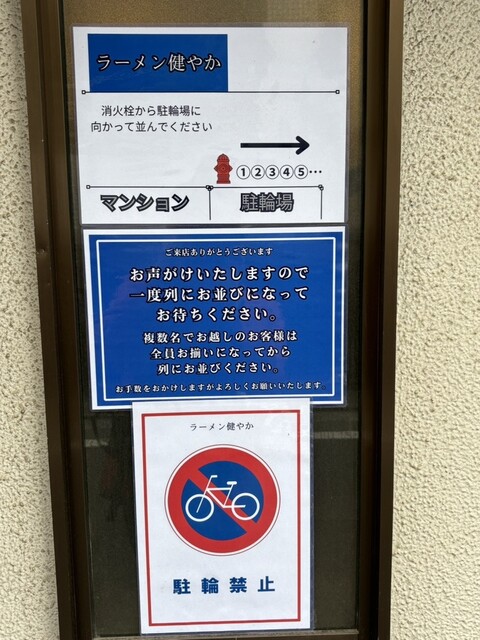 ラーメン健やか
消火栓から駐輪場に
向かって並んでください
①②③④⑤…
マンション
駐輪場
ご来店ありがとうございます
お声がけいたしますので
一度列にお並びになって
お待ちください。
複数名でお越しのお客様は
全員お揃いになってから
列にお並びください。
お手数をおかけしますがよろしくお願いいたします。
ラーメン健やか
駐輪禁止